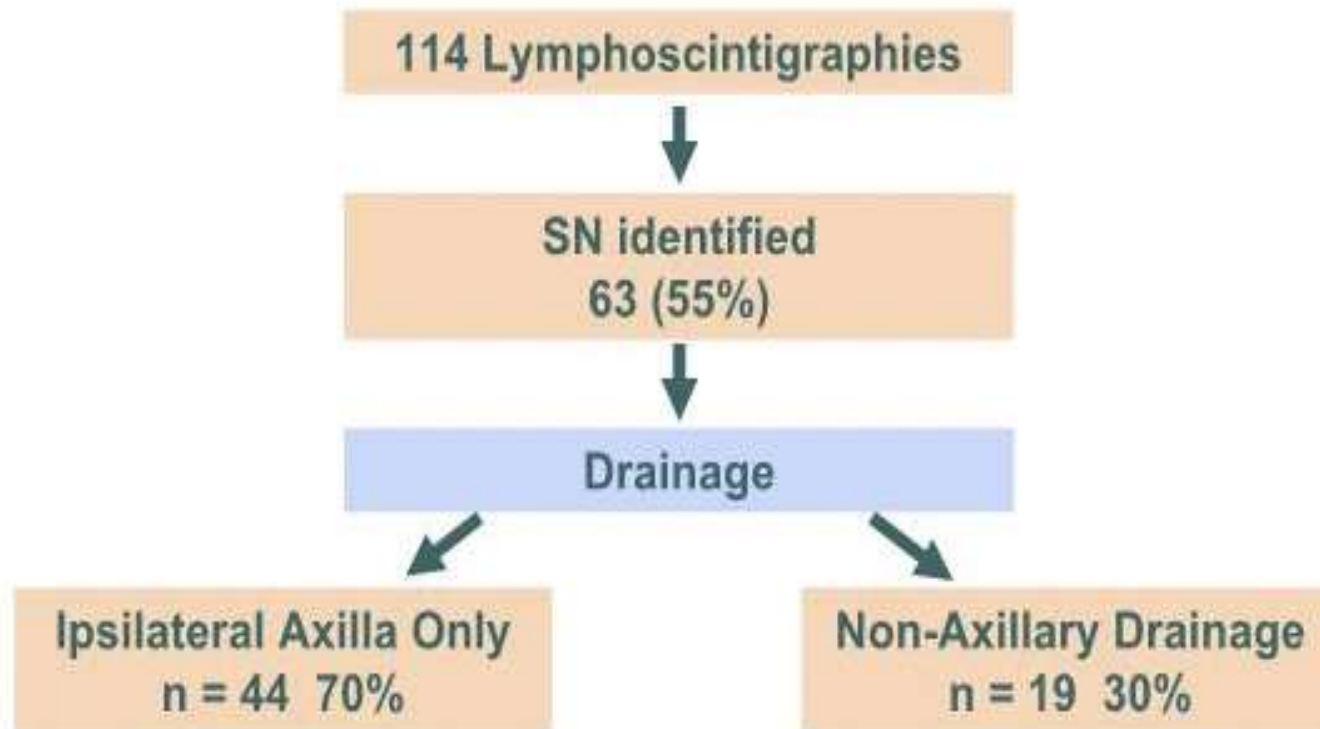 114 Lymphoscintigraphies
SN identified
63 (55%)
Drainage
Ipsilateral Axilla Only
n = 44 70%
Non-Axillary Drainage
n = 19 30%